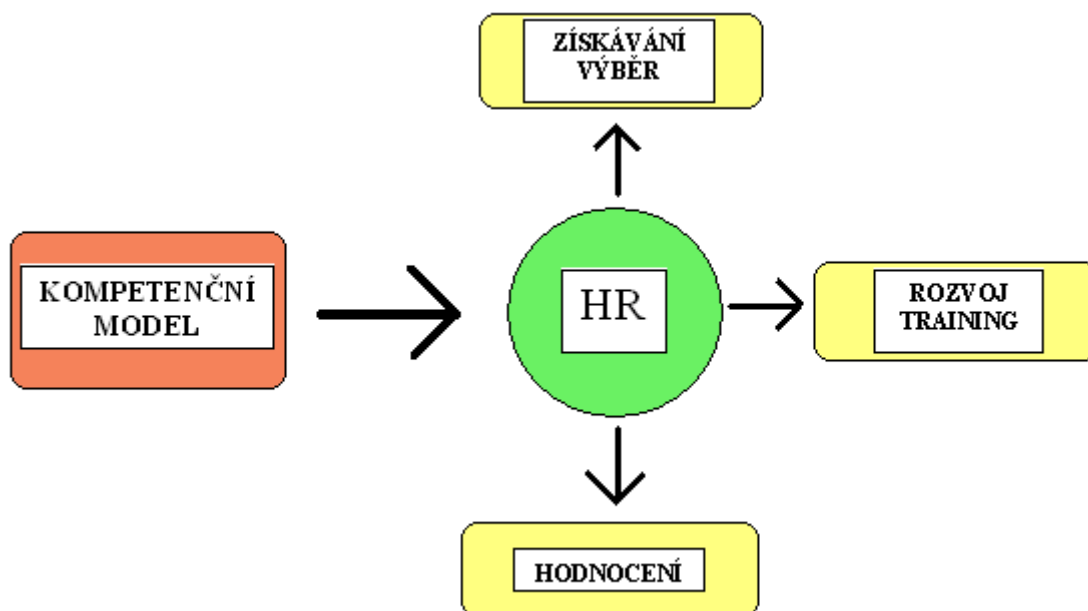 ZÍSKÁVÁNÍ
VÝBĚR
KOMPETENČNÍ
MODEL
HR
ROZVOJ
TRAINING
HODNOCENÍ